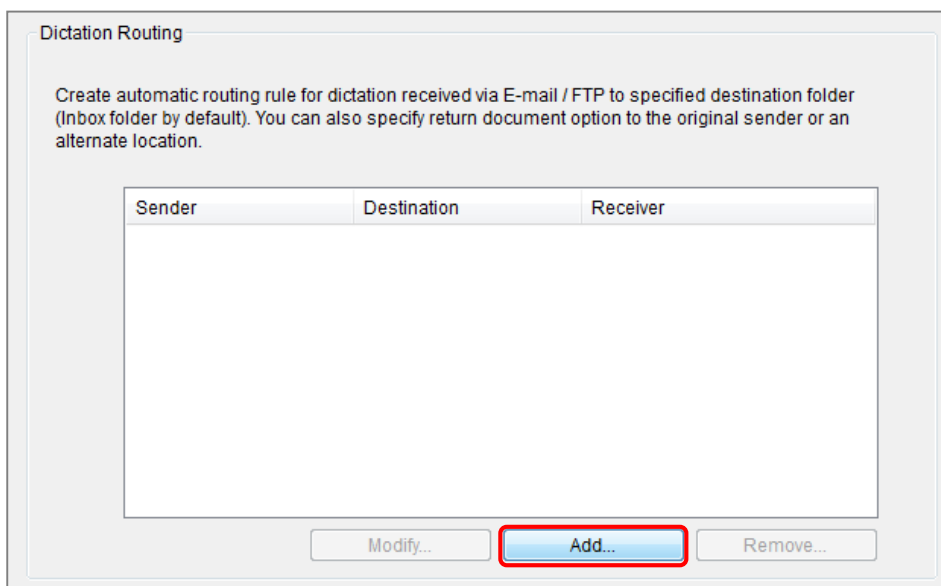 Dictation Routing
Create automatic routing rule for dictation received via E-mail / FTP to specified destination folder
(Inbox folder by default). You can also specify return document option to the original sender or an
alternate location.
Sender Destination Receiver
Modify... Add... Remove...